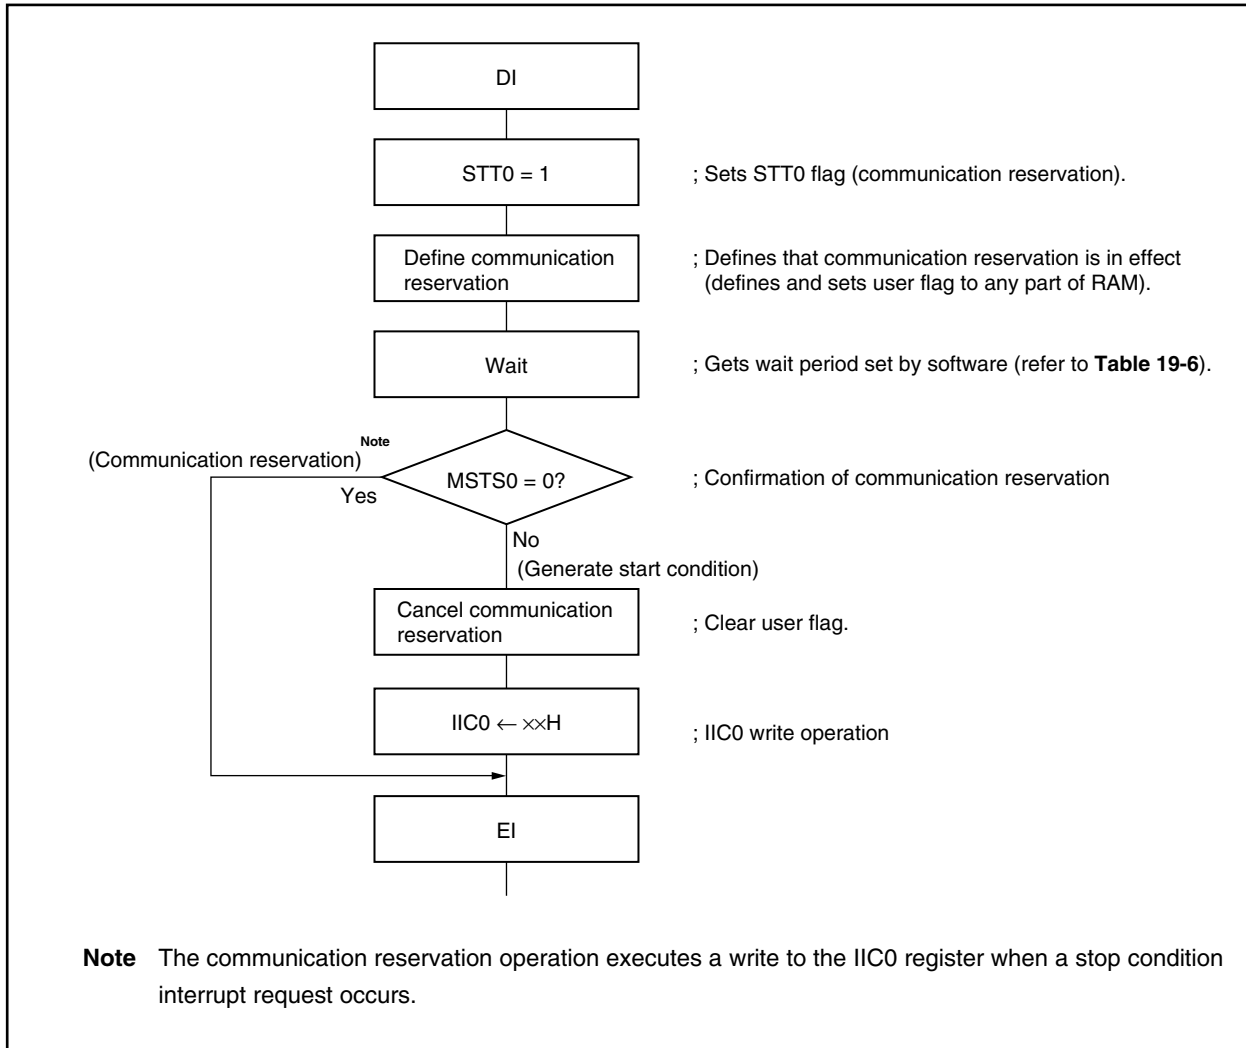 DI
STT0 = 1
; Sets STT0 flag (communication reservation).
Define communication
reservation
; Defines that communication reservation is in effect
(defines and sets user flag to any part of RAM).
Wait
; Gets wait period set by software (refer to Table 19-6).
(Communication reservation) Note
MSTS0 = 0?
; Confirmation of communication reservation
Yes
No
(Generate start condition)
Cancel communication
reservation
; Clear user flag.
IIC0 ← ××H
; IIC0 write operation
EI
Note The communication reservation operation executes a write to the IIC0 register when a stop condition
interrupt request occurs.